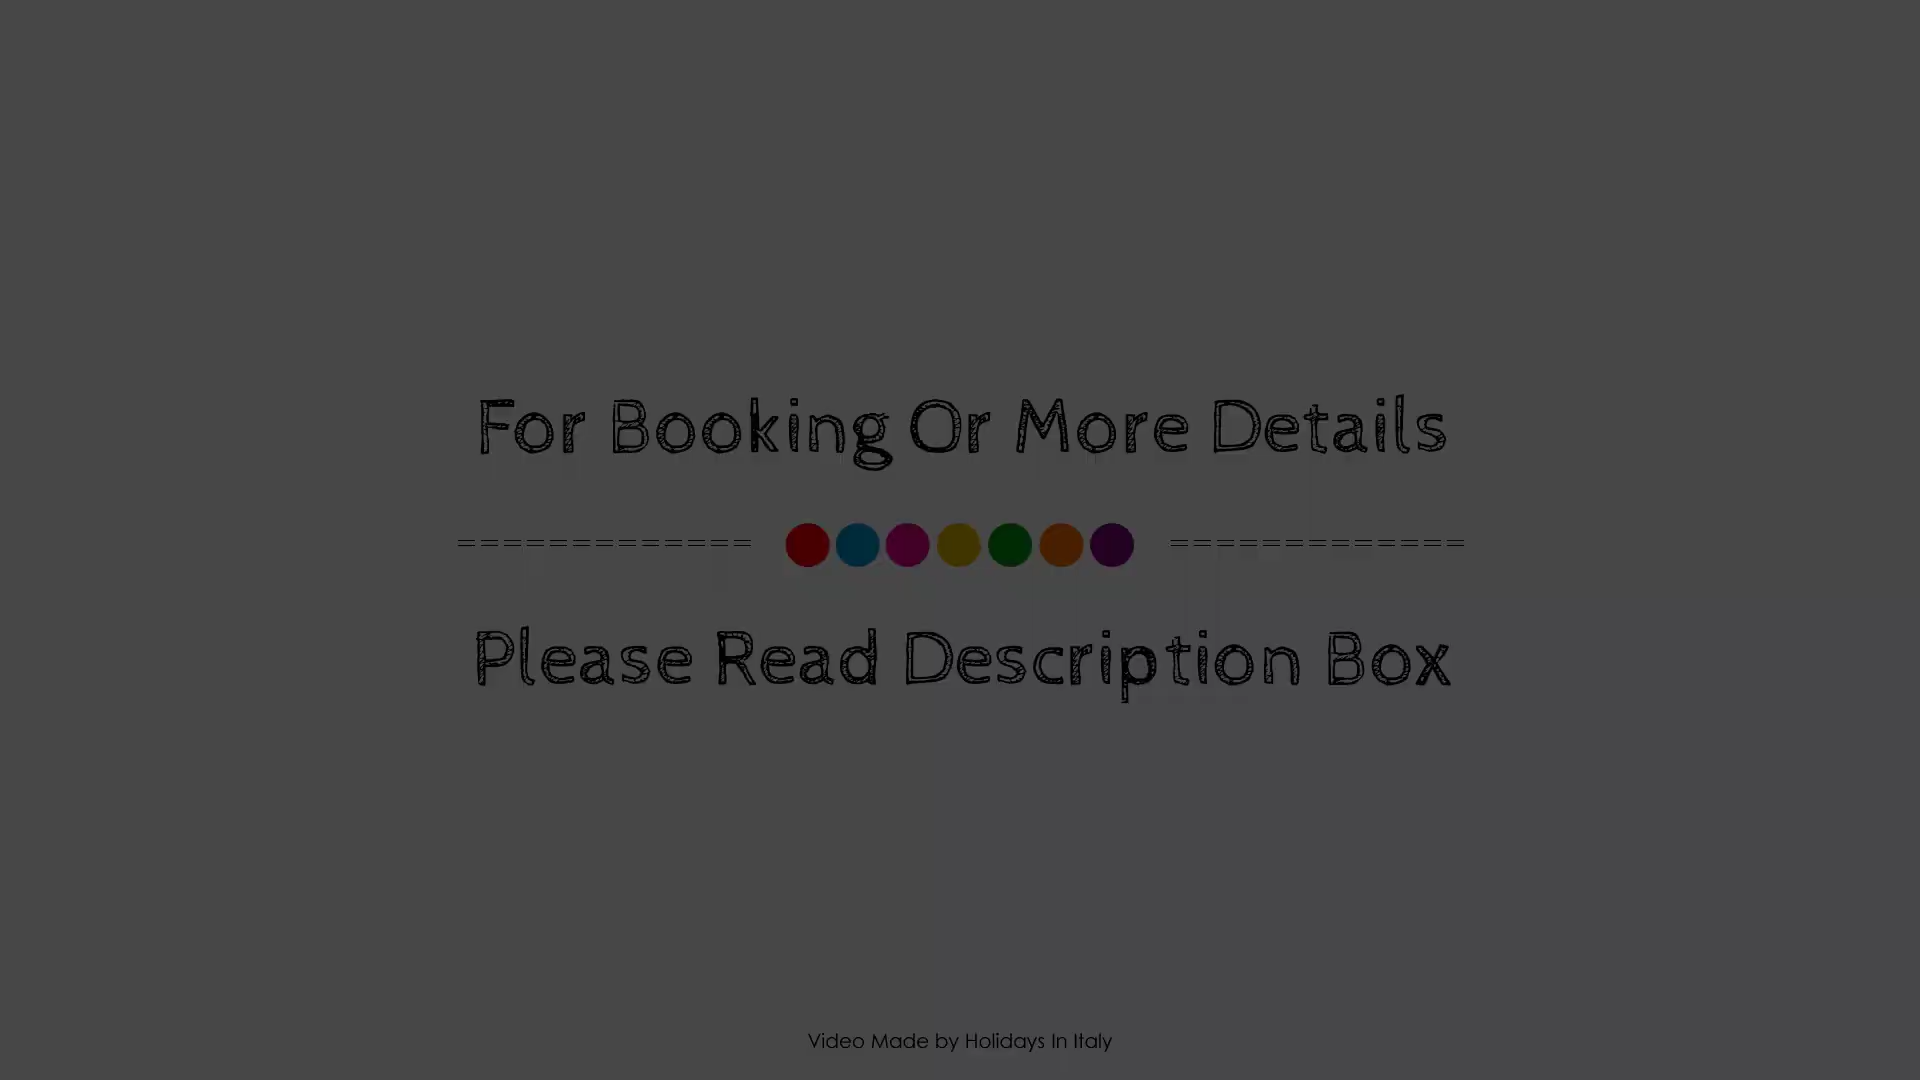 For Booking Or More Details
============= =============
Please Read Description Box
Video Made by Holidays In Italy